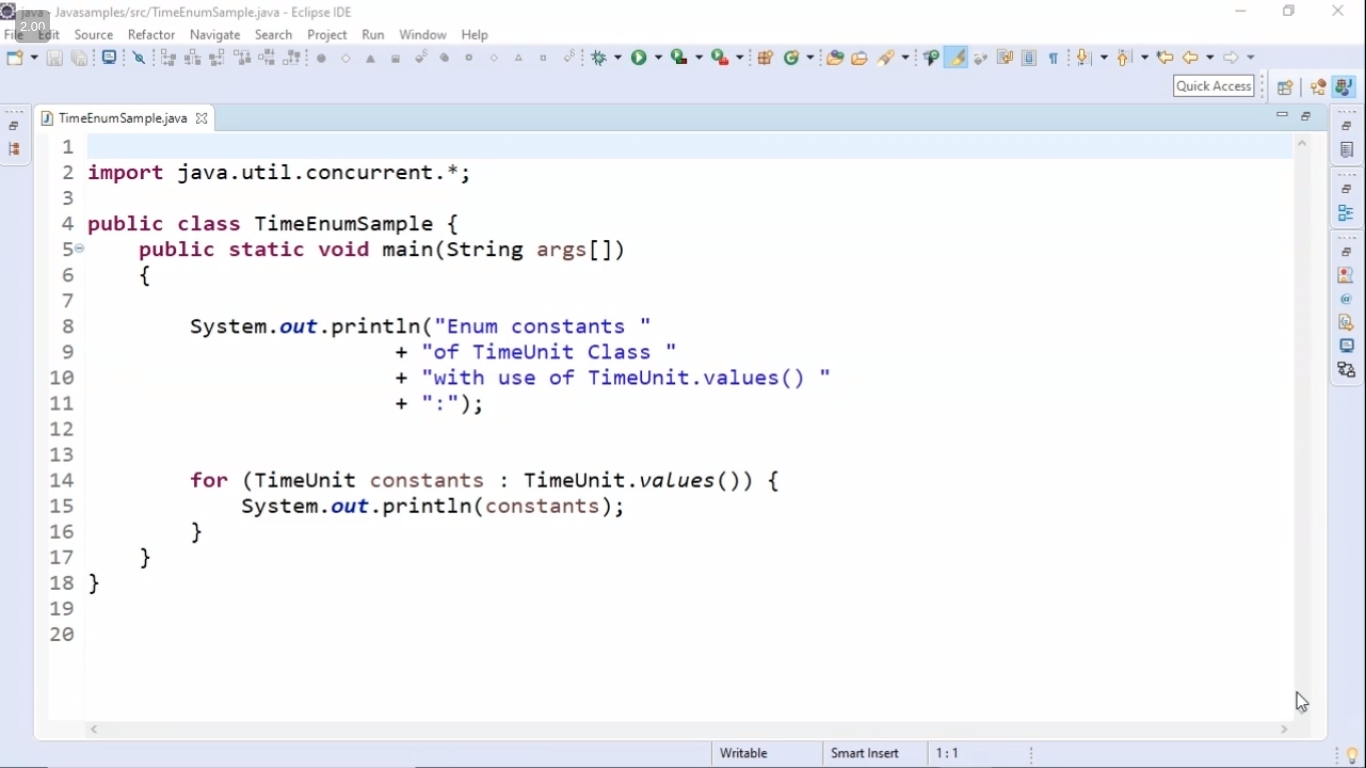 java - Javasamples/src/TimeEnumSample.java - Eclipse IDE
2.00
File Edit Source Refactor Navigate Search Project Run Window Help
Quick Access
TimeEnumSample.java
1
2 import java.util.concurrent.*;
3
4 public class TimeEnumSample {
5 public static void main(String args[])
6 {
7
8 System.out.println("Enum constants "
9 + "of TimeUnit Class "
10 + "with use of TimeUnit.values() "
11 + ":");
12
13
14 for (TimeUnit constants : TimeUnit.values()) {
15 System.out.println(constants);
16 }
17 }
18 }
19
20
Writable Smart Insert 1 : 1